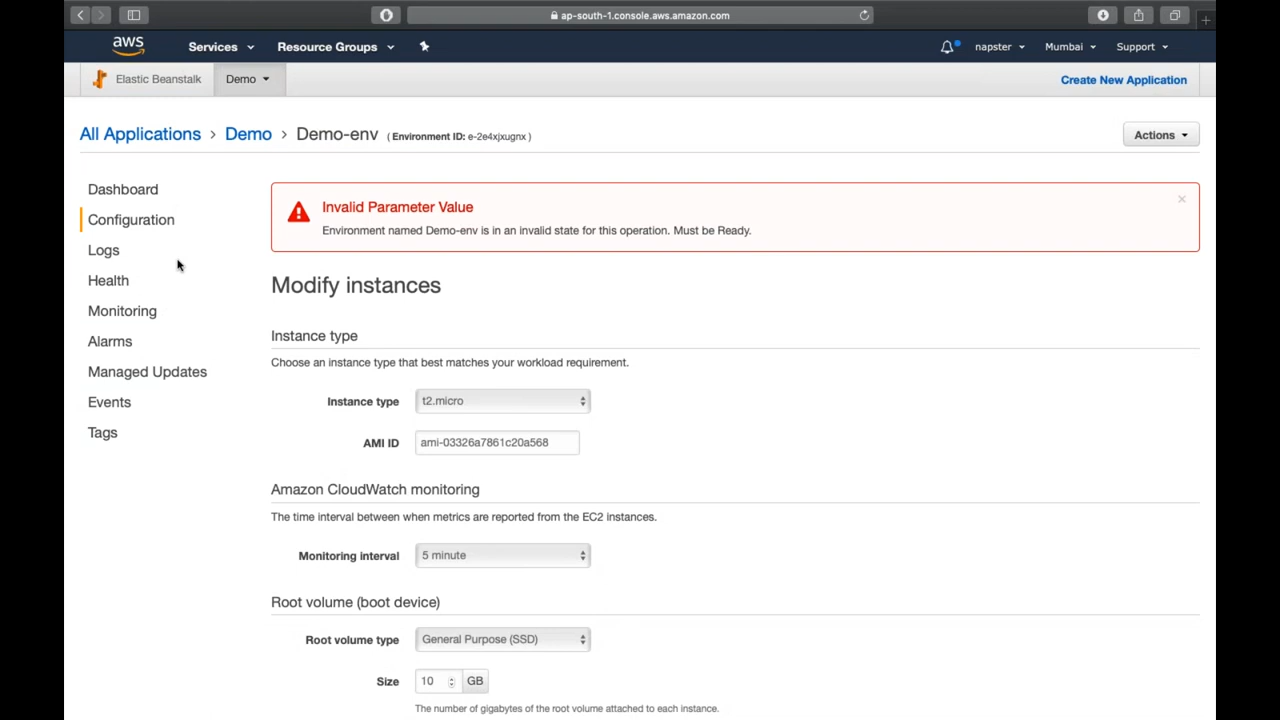 ap-south-1.console.aws.amazon.com
aws Services Resource Groups napster Mumbai Support
Elastic Beanstalk Demo Create New Application
All Applications > Demo > Demo-env ( Environment ID: e-2e4xjxugnx ) Actions
Dashboard
Configuration
Logs
Health
Monitoring
Alarms
Managed Updates
Events
Tags
Invalid Parameter Value
Environment named Demo-env is in an invalid state for this operation. Must be Ready.
Modify instances
Instance type
Choose an instance type that best matches your workload requirement.
Instance type t2.micro
AMI ID ami-03326a7861c20a568
Amazon CloudWatch monitoring
The time interval between when metrics are reported from the EC2 instances.
Monitoring interval 5 minute
Root volume (boot device)
Root volume type General Purpose (SSD)
Size 10 GB
The number of gigabytes of the root volume attached to each instance.